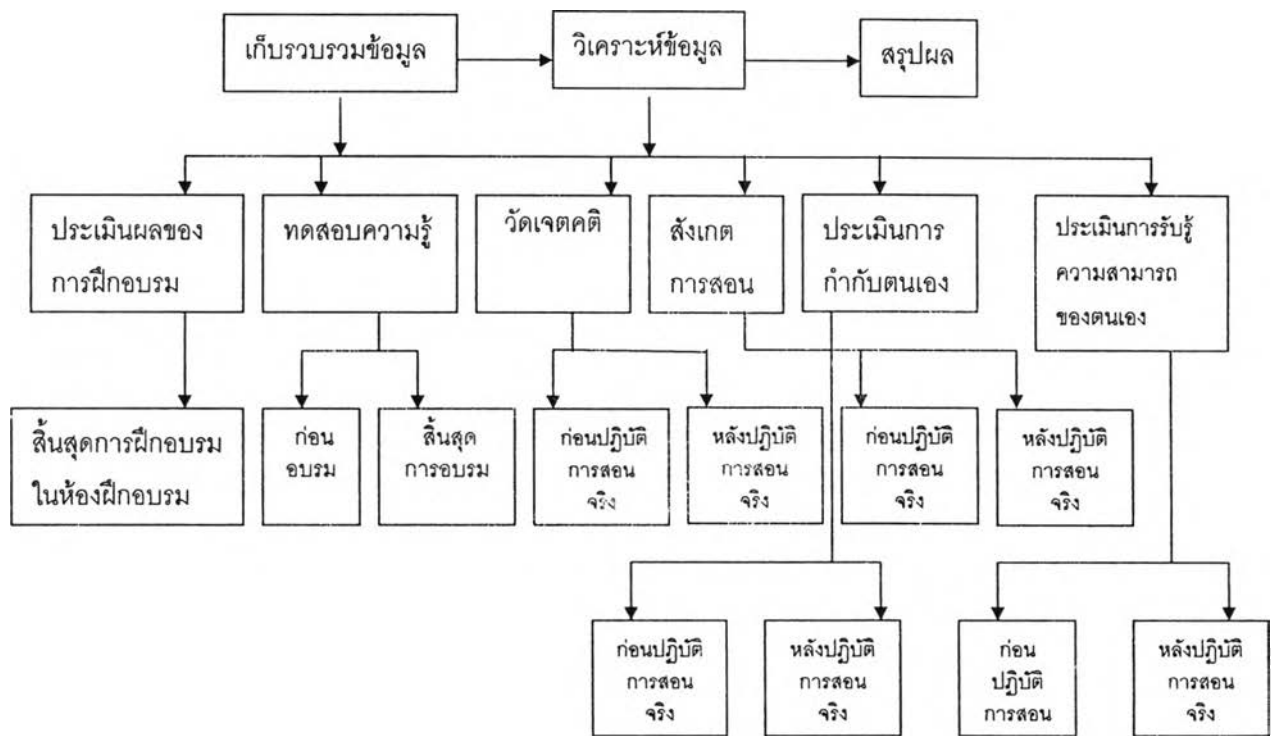 เก็บรวบรวมข้อมูล
วิเคราะห์ข้อมูล
สรุปผล
ประเมินผลของ
การฝึกอบรม
ทดสอบความรู้
วัดเจตคติ
สังเกต
การสอน
ประเมินการ
กำกับตนเอง
ประเมินการรับรู้
ความสามารถ
ของตนเอง
สิ้นสุดการฝึกอบรม
ในห้องฝึกอบรม
ก่อน
อบรม
สิ้นสุด
การอบรม
ก่อนปฏิบัติ
การสอน
จริง
หลังปฏิบัติ
การสอน
จริง
ก่อนปฏิบัติ
การสอน
จริง
หลังปฏิบัติ
การสอน
จริง
ก่อนปฏิบัติ
การสอน
จริง
หลังปฏิบัติ
การสอน
จริง
ก่อน
ปฏิบัติ
การสอน
หลังปฏิบัติ
การสอน
จริง